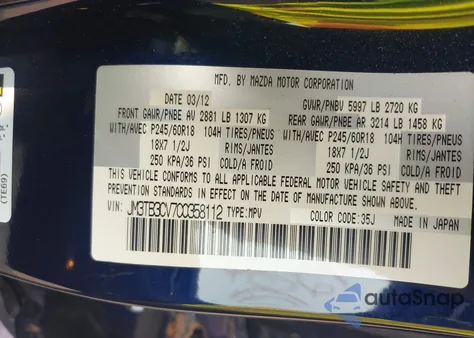 MFD. BY MAZDA MOTOR CORPORATION
DATE 03/12 GVWR/PNBV 5997 LB 2720 KG
FRONT GAWR/PNBE AV 2881 LB 1307 KG REAR GAWR/PNBE AR 3214 LB 1458 KG
WITH/AVEC P245/60R18 104H TIRES/PNEUS WITH/AVEC P245/60R18 104H TIRES/PNEUS
18X7 1/2J RIMS/JANTES 18X7 1/2J RIMS/JANTES
250 KPA/36 PSI COLD/A FROID 250 KPA/36 PSI COLD/A FROID
THIS VEHICLE CONFORMS TO ALL APPLICABLE FEDERAL MOTOR VEHICLE SAFETY AND THEFT
PREVENTION STANDARDS IN EFFECT ON THE DATE OF MANUFACTURE SHOWN ABOVE.
VIN: JM3TB3CV7C0358112 TYPE:MPV COLOR CODE:35J MADE IN JAPAN
(TE69)
autoSnap